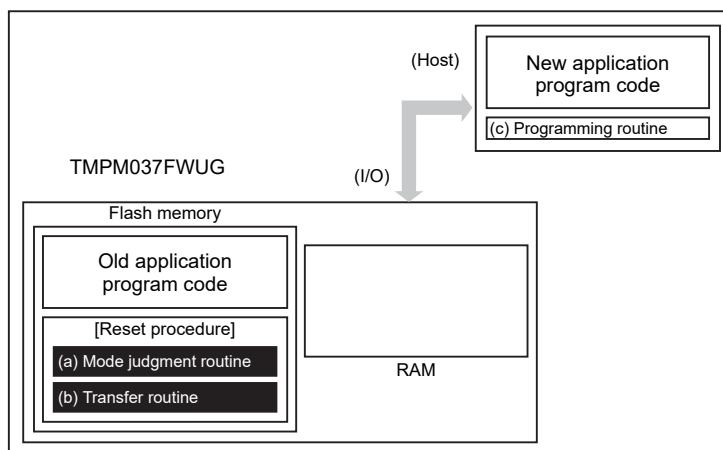 (Host)
New application
program code
(c) Programming routine
TMPM037FWUG
(I/O)
Flash memory
Old application
program code
[Reset procedure]
(a) Mode judgment routine
(b) Transfer routine
RAM